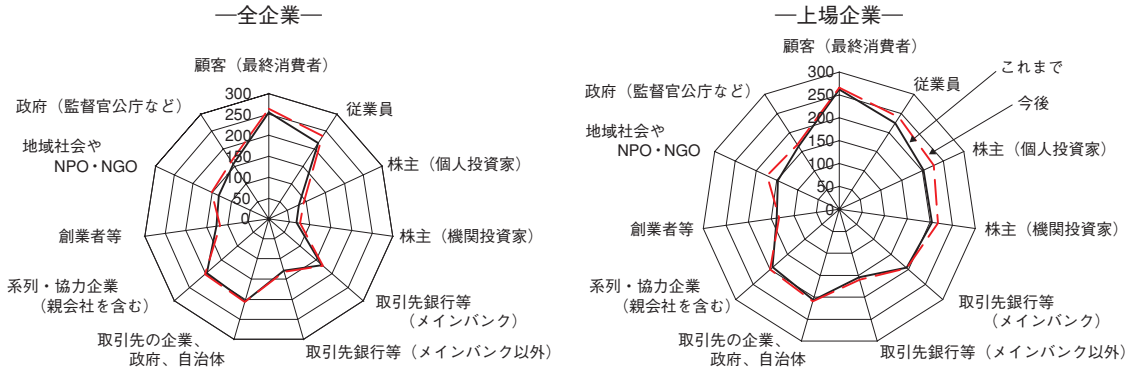 ―全企業―
顧客（最終消費者）
300
250
200
150
100
50
0
従業員
株主（個人投資家）
株主（機関投資家）
取引先銀行等
（メインバンク）
取引先銀行等（メインバンク以外）
取引先の企業、
政府、自治体
系列・協力企業
（親会社を含む）
創業者等
地域社会や
NPO・NGO
政府（監督官公庁など）
―上場企業―
顧客（最終消費者）
300
250
200
150
100
50
0
これまで
今後
従業員
株主（個人投資家）
株主（機関投資家）
取引先銀行等
（メインバンク）
取引先銀行等（メインバンク以外）
取引先の企業、
政府、自治体
系列・協力企業
（親会社を含む）
創業者等
地域社会や
NPO・NGO
政府（監督官公庁など）